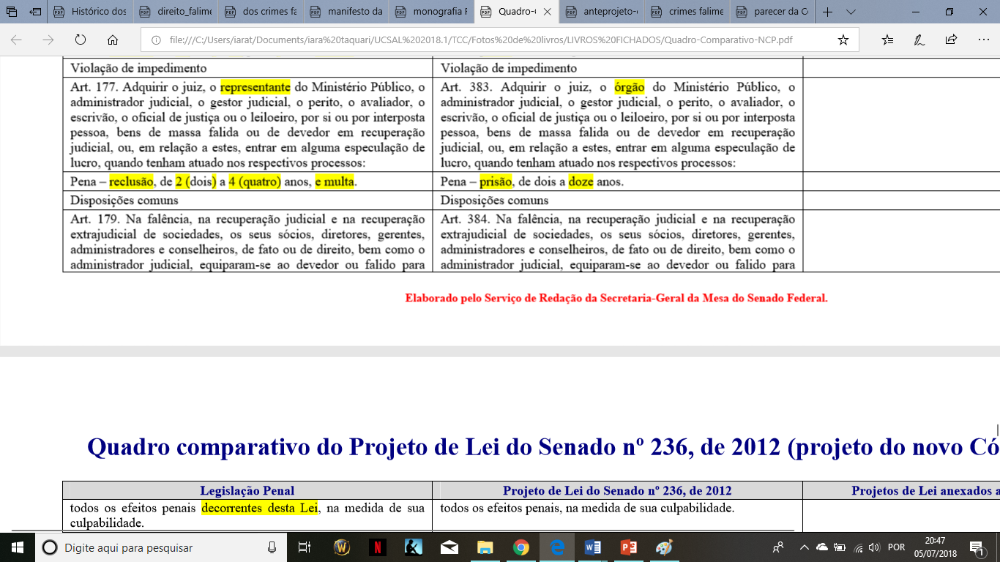 Histórico dos
direito_falime
dos crimes fa
manifesto da
monografia F
Quadro-C
anteprojeto-
crimes falime
parecer da C
file:///C:/Users/iarat/Documents/iara%20taquari/UCSAL%202018.1/TCC/Fotos%20de%20livros/LIVROS%20FICHADOS/Quadro-Comparativo-NCP.pdf
Violação de impedimento
Art. 177. Adquirir o juiz, o representante do Ministério Público, o
administrador judicial, o gestor judicial, o perito, o avaliador, o
escrivão, o oficial de justiça ou o leiloeiro, por si ou por interposta
pessoa, bens de massa falida ou de devedor em recuperação
judicial, ou, em relação a estes, entrar em alguma especulação de
lucro, quando tenham atuado nos respectivos processos:
Pena – reclusão, de 2 (dois) a 4 (quatro) anos, e multa.
Disposições comuns
Art. 179. Na falência, na recuperação judicial e na recuperação
extrajudicial de sociedades, os seus sócios, diretores, gerentes,
administradores e conselheiros, de fato ou de direito, bem como o
administrador judicial, equiparam-se ao devedor ou falido para
Violação de impedimento
Art. 383. Adquirir o juiz, o órgão do Ministério Público, o
administrador judicial, o gestor judicial, o perito, o avaliador, o
escrivão, o oficial de justiça ou o leiloeiro, por si ou por interposta
pessoa, bens de massa falida ou de devedor em recuperação
judicial, ou, em relação a estes, entrar em alguma especulação de
lucro, quando tenham atuado nos respectivos processos:
Pena – prisão, de dois a doze anos.
Disposições comuns
Art. 384. Na falência, na recuperação judicial e na recuperação
extrajudicial de sociedades, os seus sócios, diretores, gerentes,
administradores e conselheiros, de fato ou de direito, bem como o
administrador judicial, equiparam-se ao devedor ou falido para
Elaborado pelo Serviço de Redação da Secretaria-Geral da Mesa do Senado Federal.
Quadro comparativo do Projeto de Lei do Senado nº 236, de 2012 (projeto do novo Có
Legislação Penal
Projeto de Lei do Senado nº 236, de 2012
Projetos de Lei anexados a
todos os efeitos penais decorrentes desta Lei, na medida de sua
culpabilidade.
todos os efeitos penais, na medida de sua culpabilidade.
Digite aqui para pesquisar
POR
20:47
05/07/2018
1